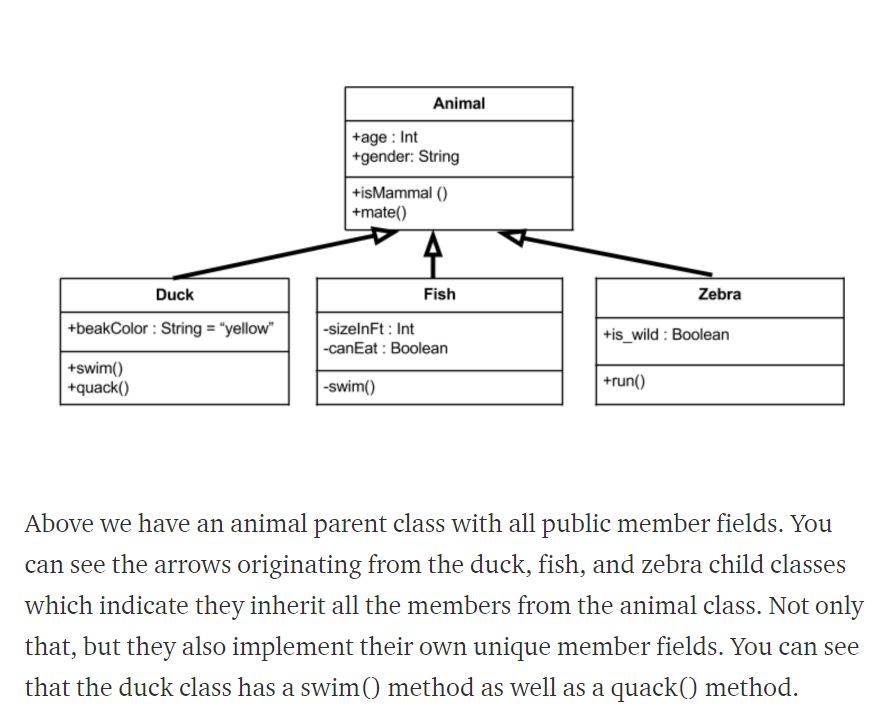 Animal
+age : Int
+gender: String
+isMammal ()
+mate()
Duck
+beakColor : String = “yellow”
+swim()
+quack()
Fish
-sizeInFt : Int
-canEat : Boolean
-swim()
Zebra
+is_wild : Boolean
+run()
Above we have an animal parent class with all public member fields. You
can see the arrows originating from the duck, fish, and zebra child classes
which indicate they inherit all the members from the animal class. Not only
that, but they also implement their own unique member fields. You can see
that the duck class has a swim() method as well as a quack() method.